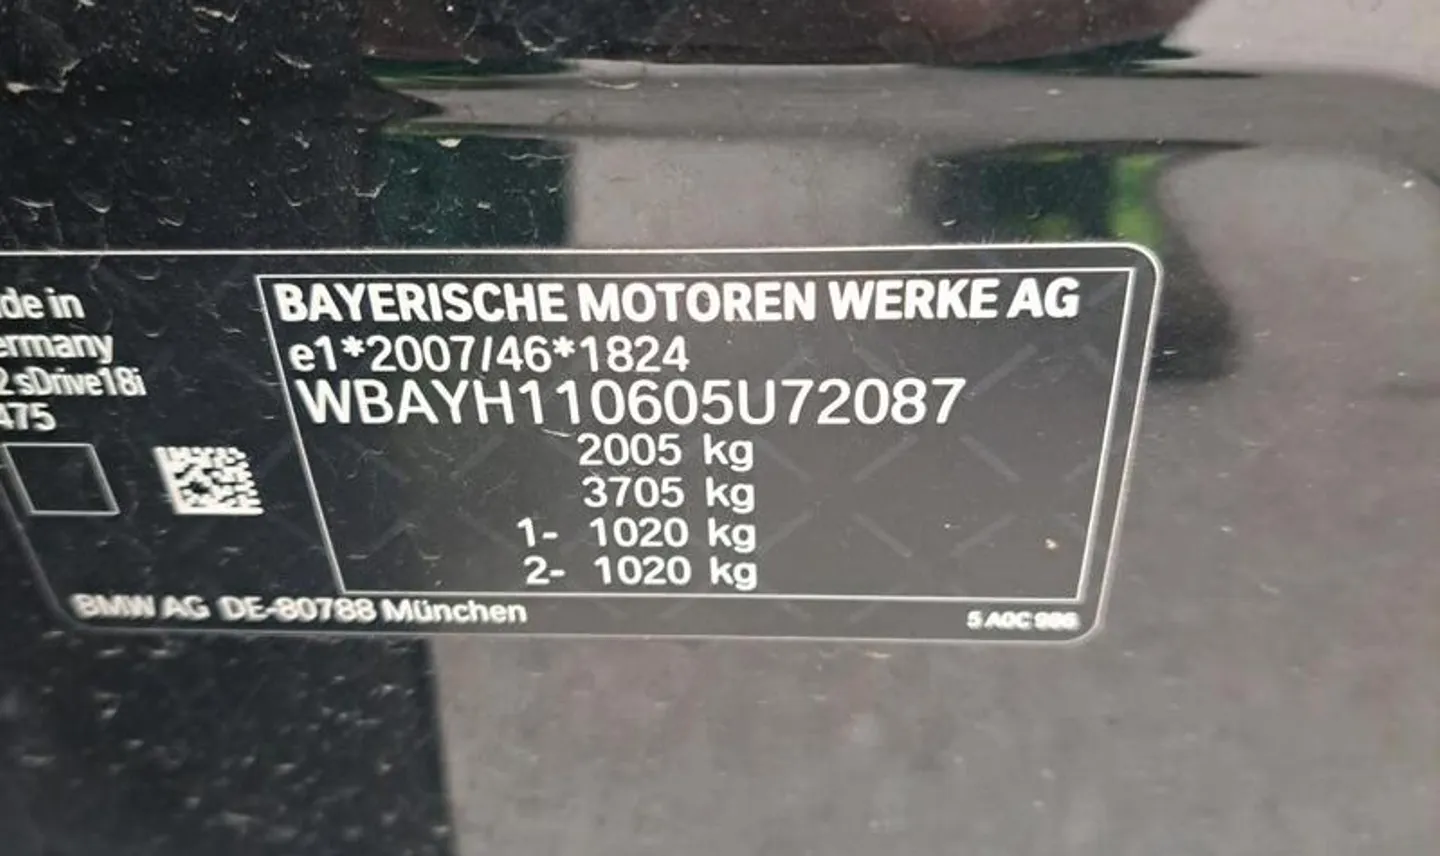 de in
ermany
2 sDrive18i
475
BAYERISCHE MOTOREN WERKE AG
e1*2007/46*1824
WBAYH110605U72087
2005 kg
3705 kg
1- 1020 kg
2- 1020 kg
BMW AG DE-80788 München
5 A0C 986